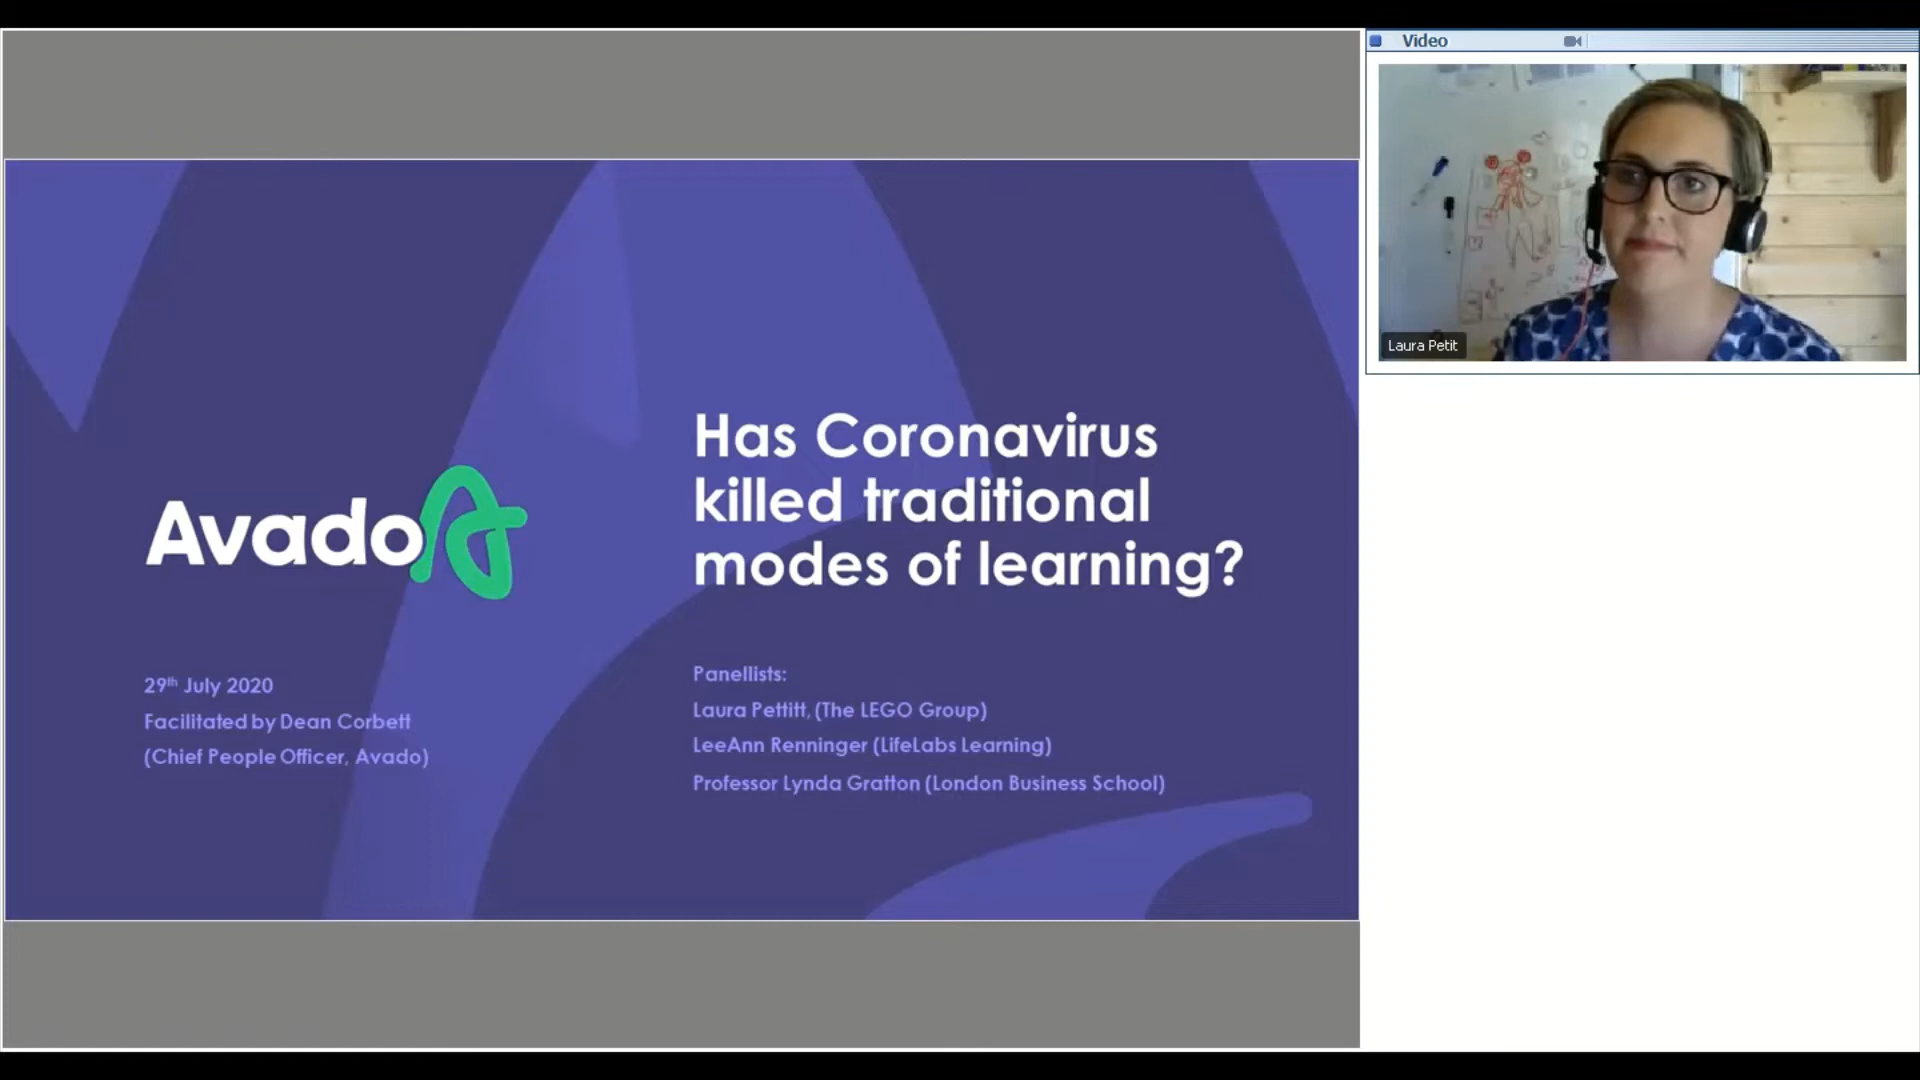 Avado
Has Coronavirus
killed traditional
modes of learning?
29th July 2020
Facilitated by Dean Corbett
(Chief People Officer, Avado)
Panellists:
Laura Pettitt, (The LEGO Group)
LeeAnn Renninger (LifeLabs Learning)
Professor Lynda Gratton (London Business School)
Video
Laura Petit